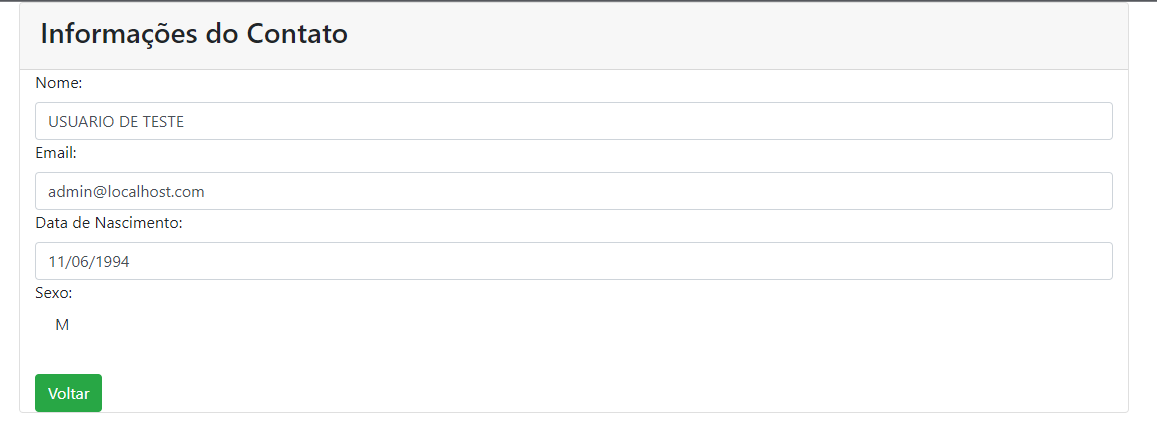 Informações do Contato
Nome:
USUARIO DE TESTE
Email:
admin@localhost.com
Data de Nascimento:
11/06/1994
Sexo:
M
Voltar